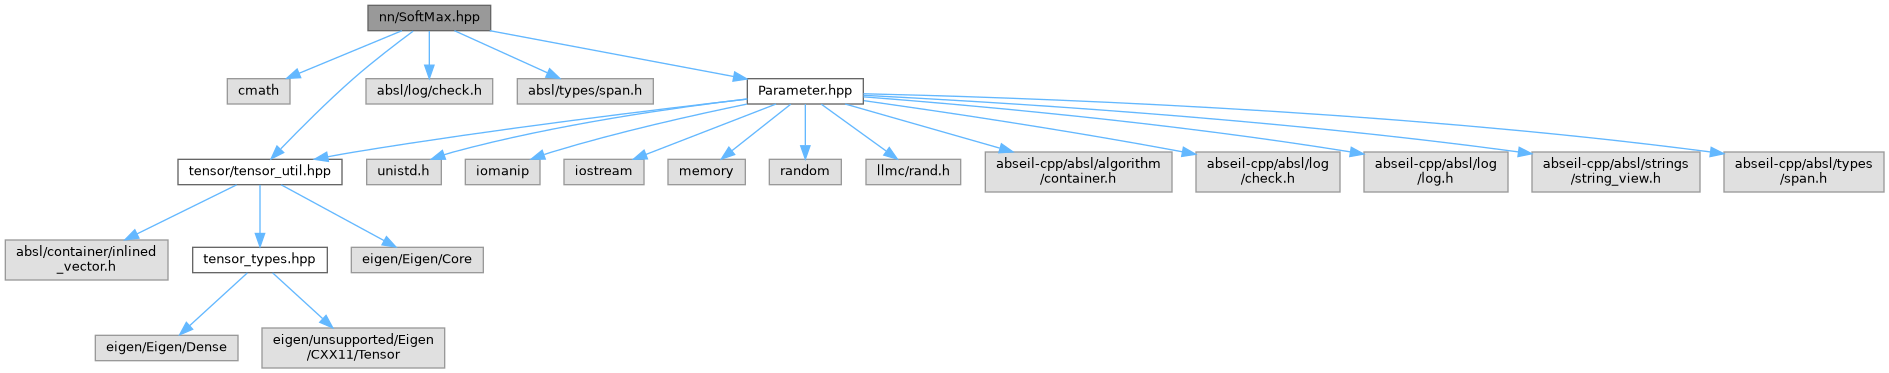 nn/SoftMax.hpp
cmath
absl/log/check.h
absl/types/span.h
Parameter.hpp
tensor/tensor_util.hpp
unistd.h
iomanip
iostream
memory
random
llmc/rand.h
abseil-cpp/absl/algorithm
/container.h
abseil-cpp/absl/log
/check.h
abseil-cpp/absl/log
/log.h
abseil-cpp/absl/strings
/string_view.h
abseil-cpp/absl/types
/span.h
absl/container/inlined
_vector.h
tensor_types.hpp
eigen/Eigen/Core
eigen/Eigen/Dense
eigen/unsupported/Eigen
/CXX11/Tensor